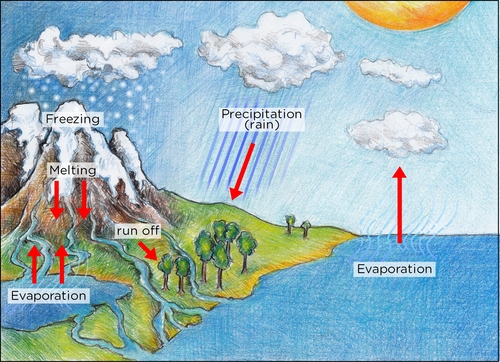 Freezing
Precipitation
(rain)
Melting
run off
Evaporation
Evaporation